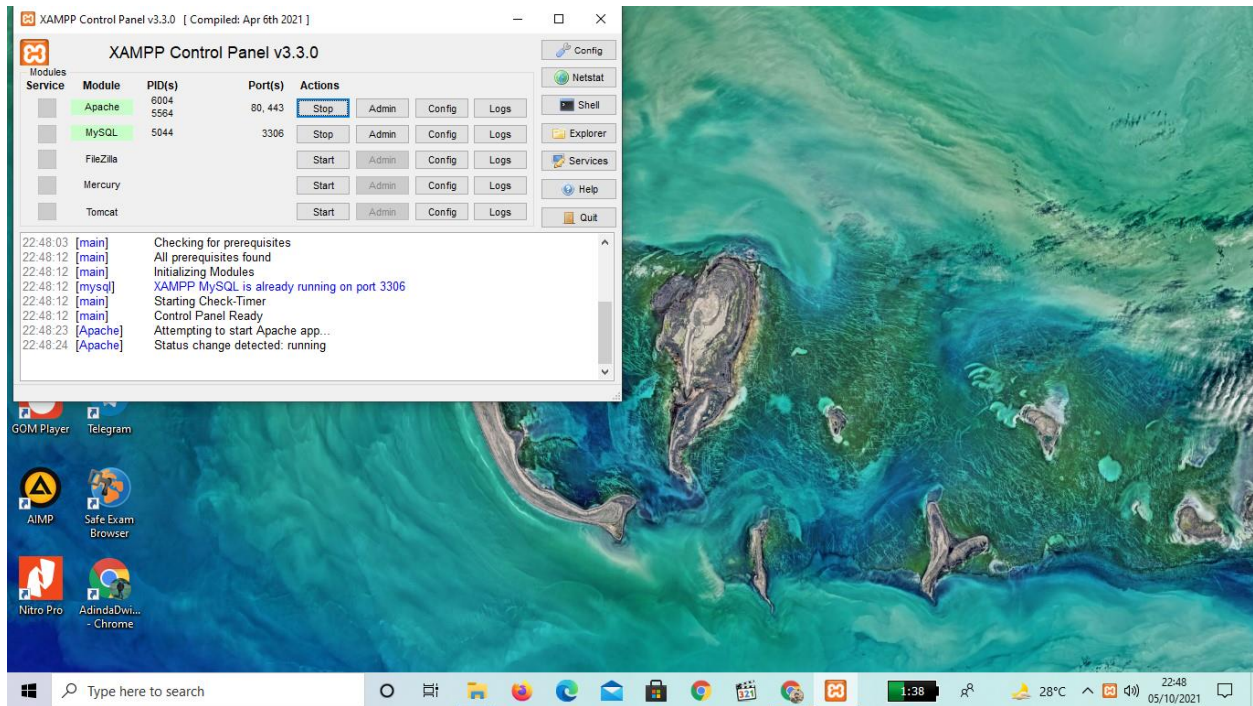 XAMPP Control Panel v3.3.0 [ Compiled: Apr 6th 2021 ]
XAMPP Control Panel v3.3.0
Config
Modules
Service Module PID(s) Port(s) Actions
Netstat
Apache 6004 5564 80, 443 Stop Admin Config Logs
Shell
MySQL 5044 3306 Stop Admin Config Logs
Explorer
FileZilla Start Admin Config Logs
Services
Mercury Start Admin Config Logs
Help
Tomcat Start Admin Config Logs
Quit
22:48:03 [main] Checking for prerequisites
22:48:12 [main] All prerequisites found
22:48:12 [main] Initializing Modules
22:48:12 [mysql] XAMPP MySQL is already running on port 3306
22:48:12 [main] Starting Check-Timer
22:48:12 [main] Control Panel Ready
22:48:23 [Apache] Attempting to start Apache app...
22:48:24 [Apache] Status change detected: running
GOM Player Telegram
AIMP Safe Exam
Browser
Nitro Pro AdindaDwi...
- Chrome
Type here to search
321
1:38
28°C
22:48
05/10/2021